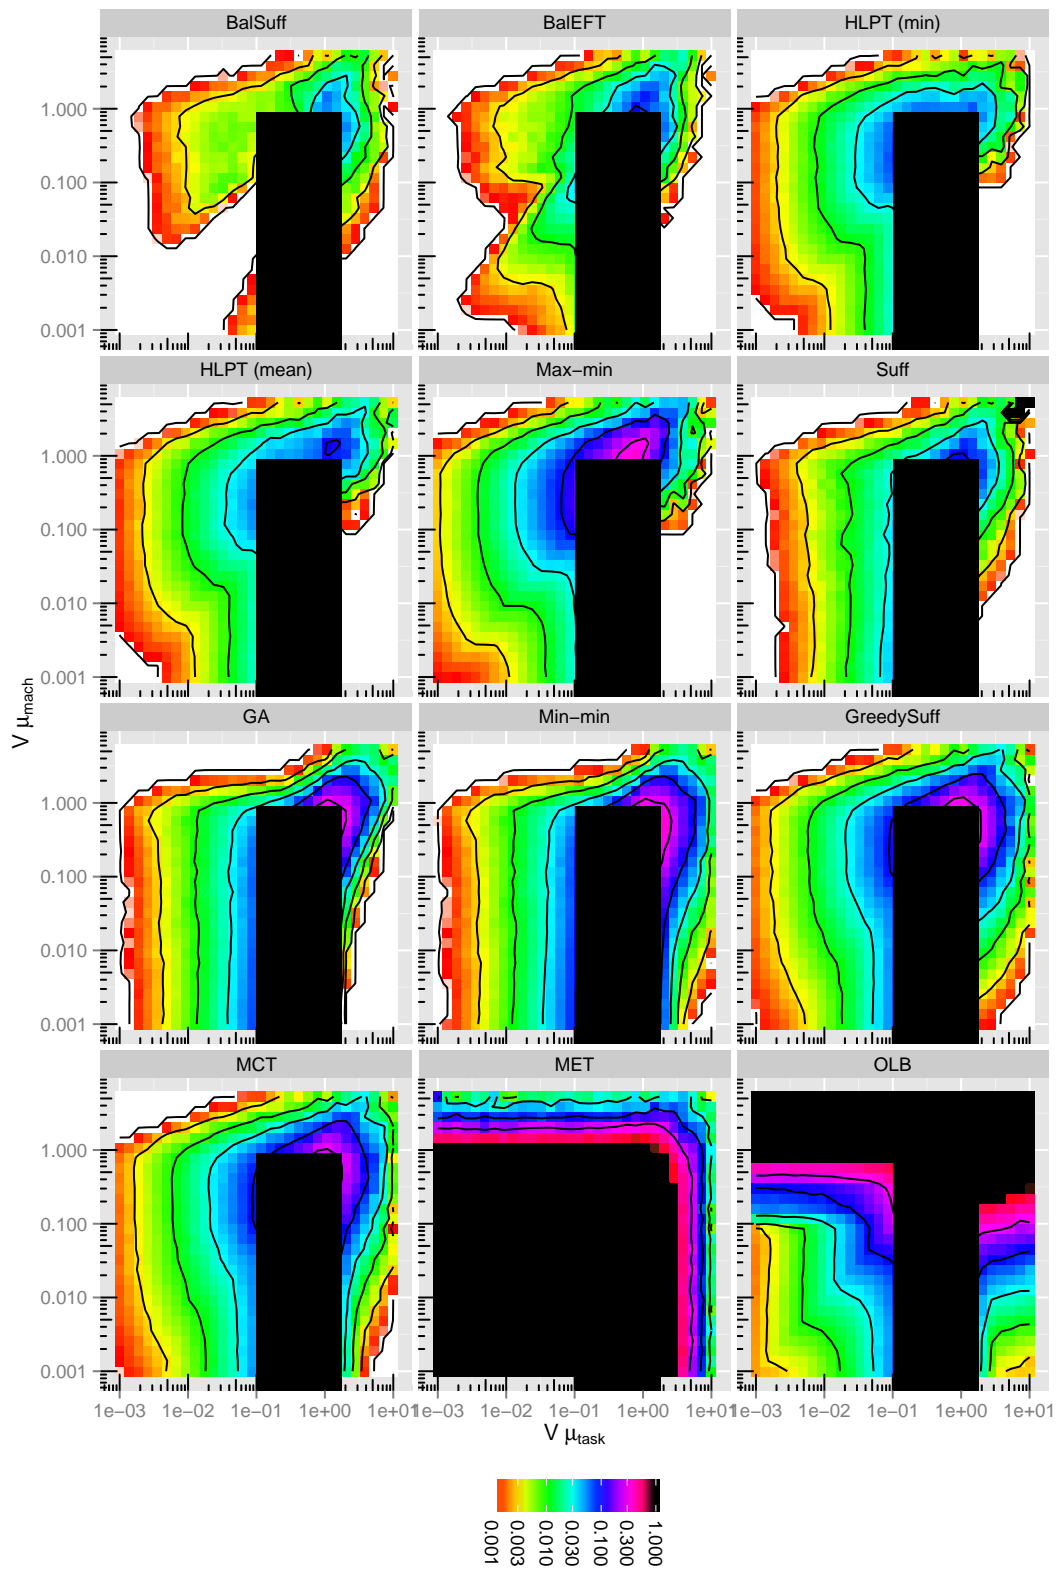 BalSuff BalEFT HLPT (min)
1.000
0.100
0.010
0.001
HLPT (mean) Max−min Suff
1.000
0.100
0.010
0.001
GA Min−min GreedySuff
1.000
0.100
0.010
0.001
MCT MET OLB
1.000
0.100
0.010
0.001
V μmach
1e−03 1e−02 1e−01 1e+00 1e+01 1e−03 1e−02 1e−01 1e+00 1e+01 1e−03 1e−02 1e−01 1e+00 1e+01
V μtask
0.001 0.003 0.010 0.030 0.100 0.300 1.000